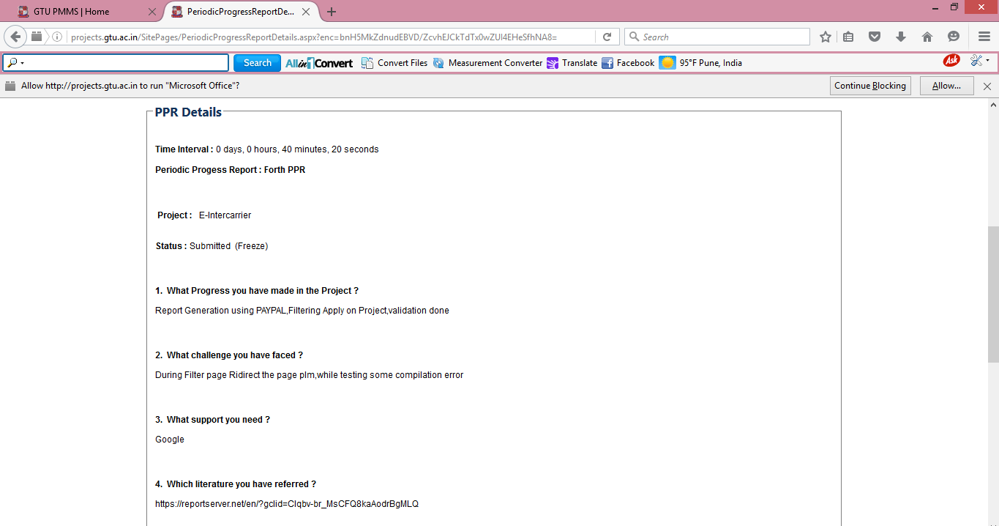 GTU PMMS | Home
PeriodicProgressReportDe...
projects.gtu.ac.in/SitePages/PeriodicProgressReportDetails.aspx?enc=bnH5MkZdnudEBVD/ZcvhEJCkTdTx0wZUl4EHeSfhNA8=
Search
Search
AllinConvert
Convert Files
Measurement Converter
Translate
Facebook
95°F Pune, India
Ask
Allow http://projects.gtu.ac.in to run "Microsoft Office"?
Continue Blocking
Allow...
PPR Details
Time Interval : 0 days, 0 hours, 40 minutes, 20 seconds
Periodic Progess Report : Forth PPR
Project : E-Intercarrier
Status : Submitted (Freeze)
1. What Progress you have made in the Project ?
Report Generation using PAYPAL,Filtering Apply on Project,validation done
2. What challenge you have faced ?
During Filter page Ridirect the page plm,while testing some compilation error
3. What support you need ?
Google
4. Which literature you have referred ?
https://reportserver.net/en/?gclid=CIqbv-br_MsCFQ8kaAodrBgMLQ